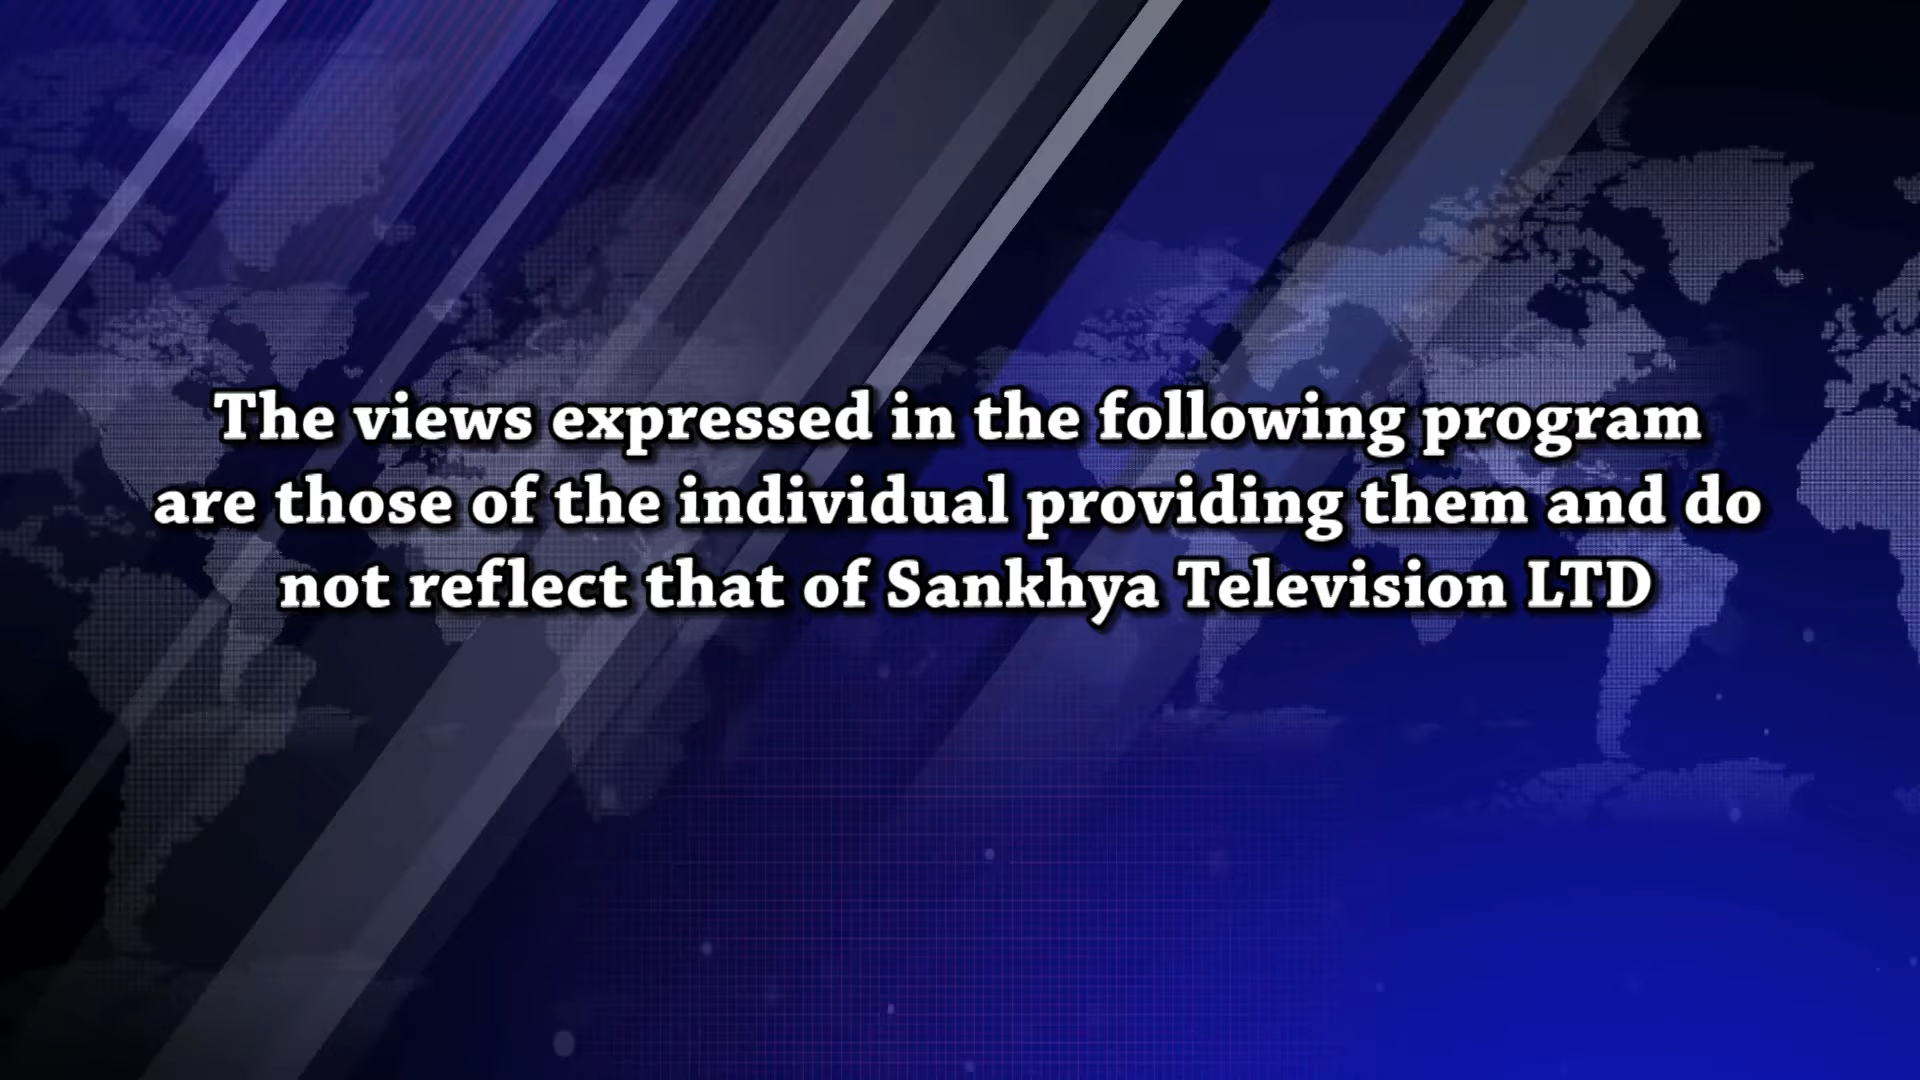 The views expressed in the following program
are those of the individual providing them and do
not reflect that of Sankhya Television LTD